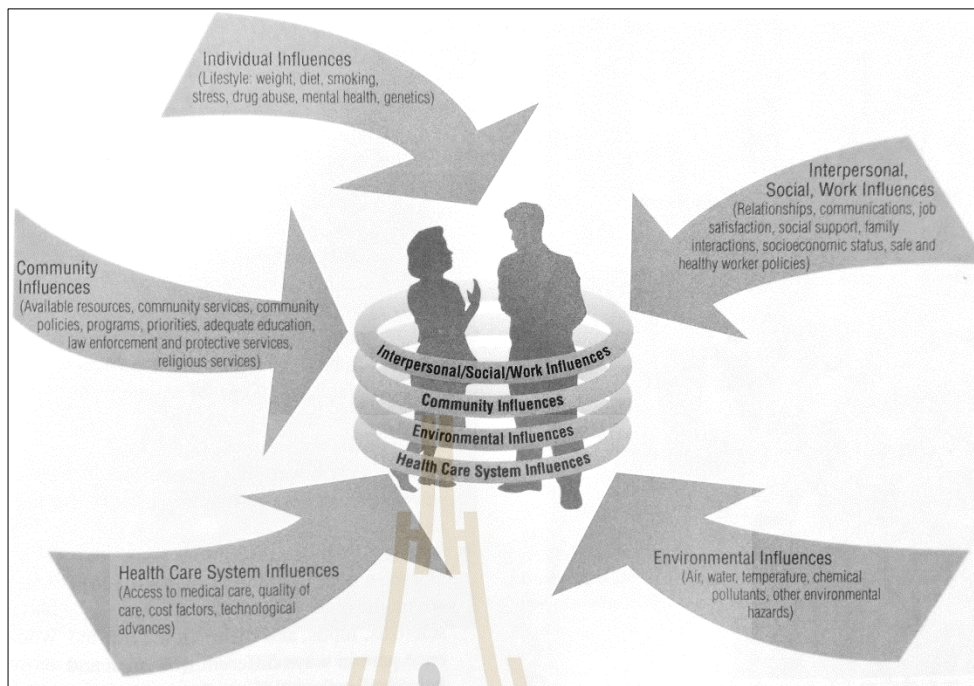 Individual Influences
(Lifestyle: weight, diet, smoking,
stress, drug abuse, mental health, genetics)
Interpersonal,
Social, Work Influences
(Relationships, communications, job
satisfaction, social support, family
interactions, socioeconomic status, safe and
healthy worker policies)
Community
Influences
(Available resources, community services, community
policies, programs, priorities, adequate education,
law enforcement and protective services,
religious services)
Interpersonal/Social/Work Influences
Community Influences
Environmental Influences
Health Care System Influences
Health Care System Influences
(Access to medical care, quality of
care, cost factors, technological
advances)
Environmental Influences
(Air, water, temperature, chemical
pollutants, other environmental
hazards)